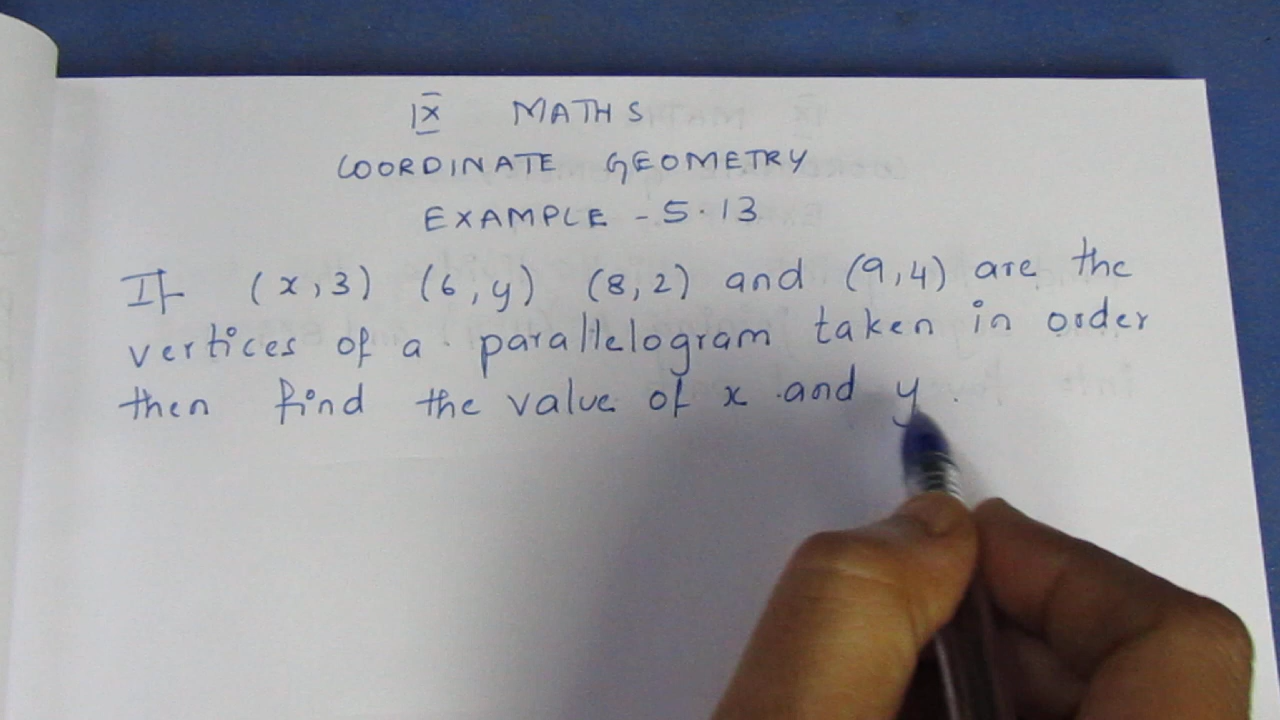 IX MATHS
COORDINATE GEOMETRY
EXAMPLE - 5.13
If (x,3) (6,y) (8,2) and (9,4) are the
vertices of a parallelogram taken in order
then find the value of x and y.